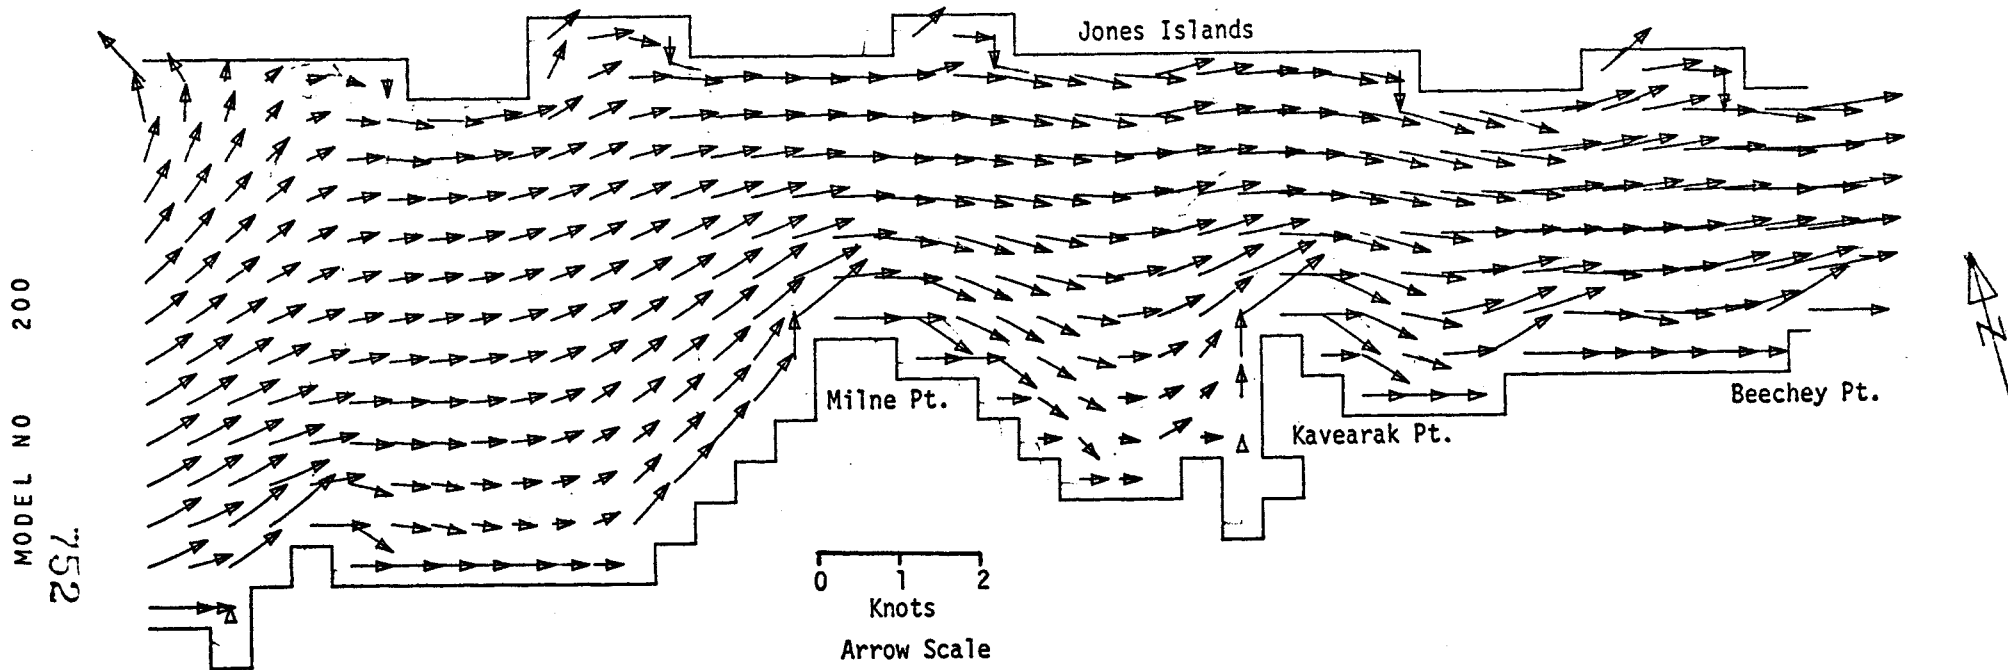 Jones Islands
MODEL NO 200
752
Milne Pt.
Kavearak Pt.
Beechey Pt.
0 1 2
Knots
Arrow Scale
N